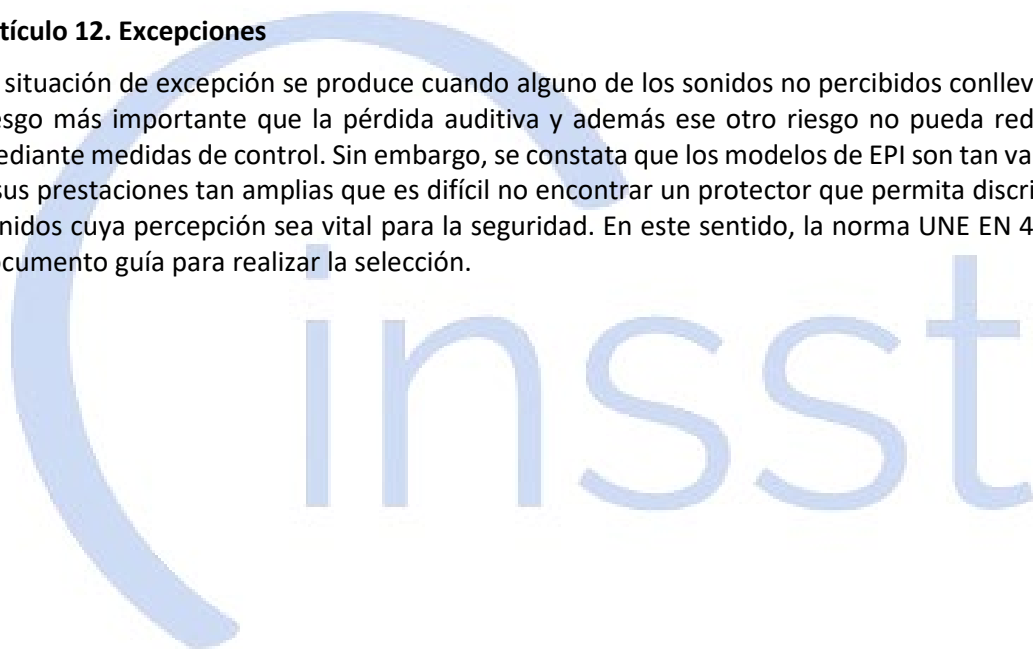 tículo 12. Excepciones
situación de excepción se produce cuando alguno de los sonidos no percibidos conllev
esgo más importante que la pérdida auditiva y además ese otro riesgo no pueda red
ediante medidas de control. Sin embargo, se constata que los modelos de EPI son tan va
sus prestaciones tan amplias que es difícil no encontrar un protector que permita discri
nidos cuya percepción sea vital para la seguridad. En este sentido, la norma UNE EN 4
ocumento guía para realizar la selección.
insst